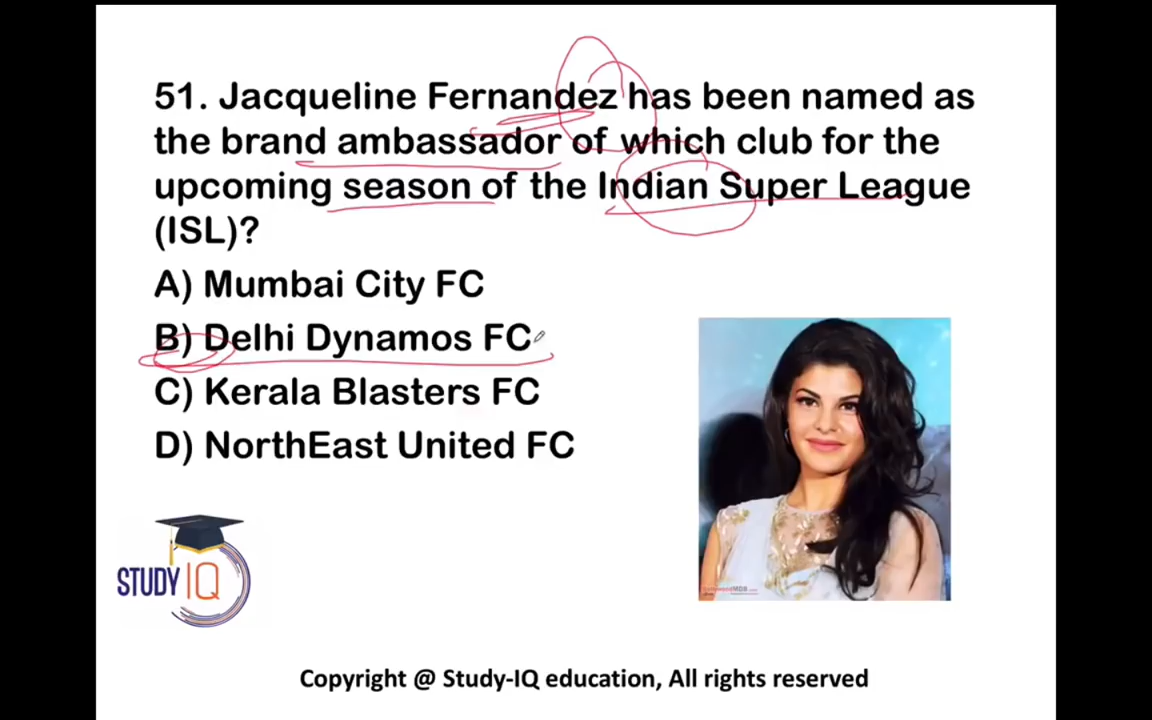 51. Jacqueline Fernandez has been named as
the brand ambassador of which club for the
upcoming season of the Indian Super League
(ISL)?
A) Mumbai City FC
B) Delhi Dynamos FC
C) Kerala Blasters FC
D) NorthEast United FC
STUDY IQ
Copyright @ Study-IQ education, All rights reserved